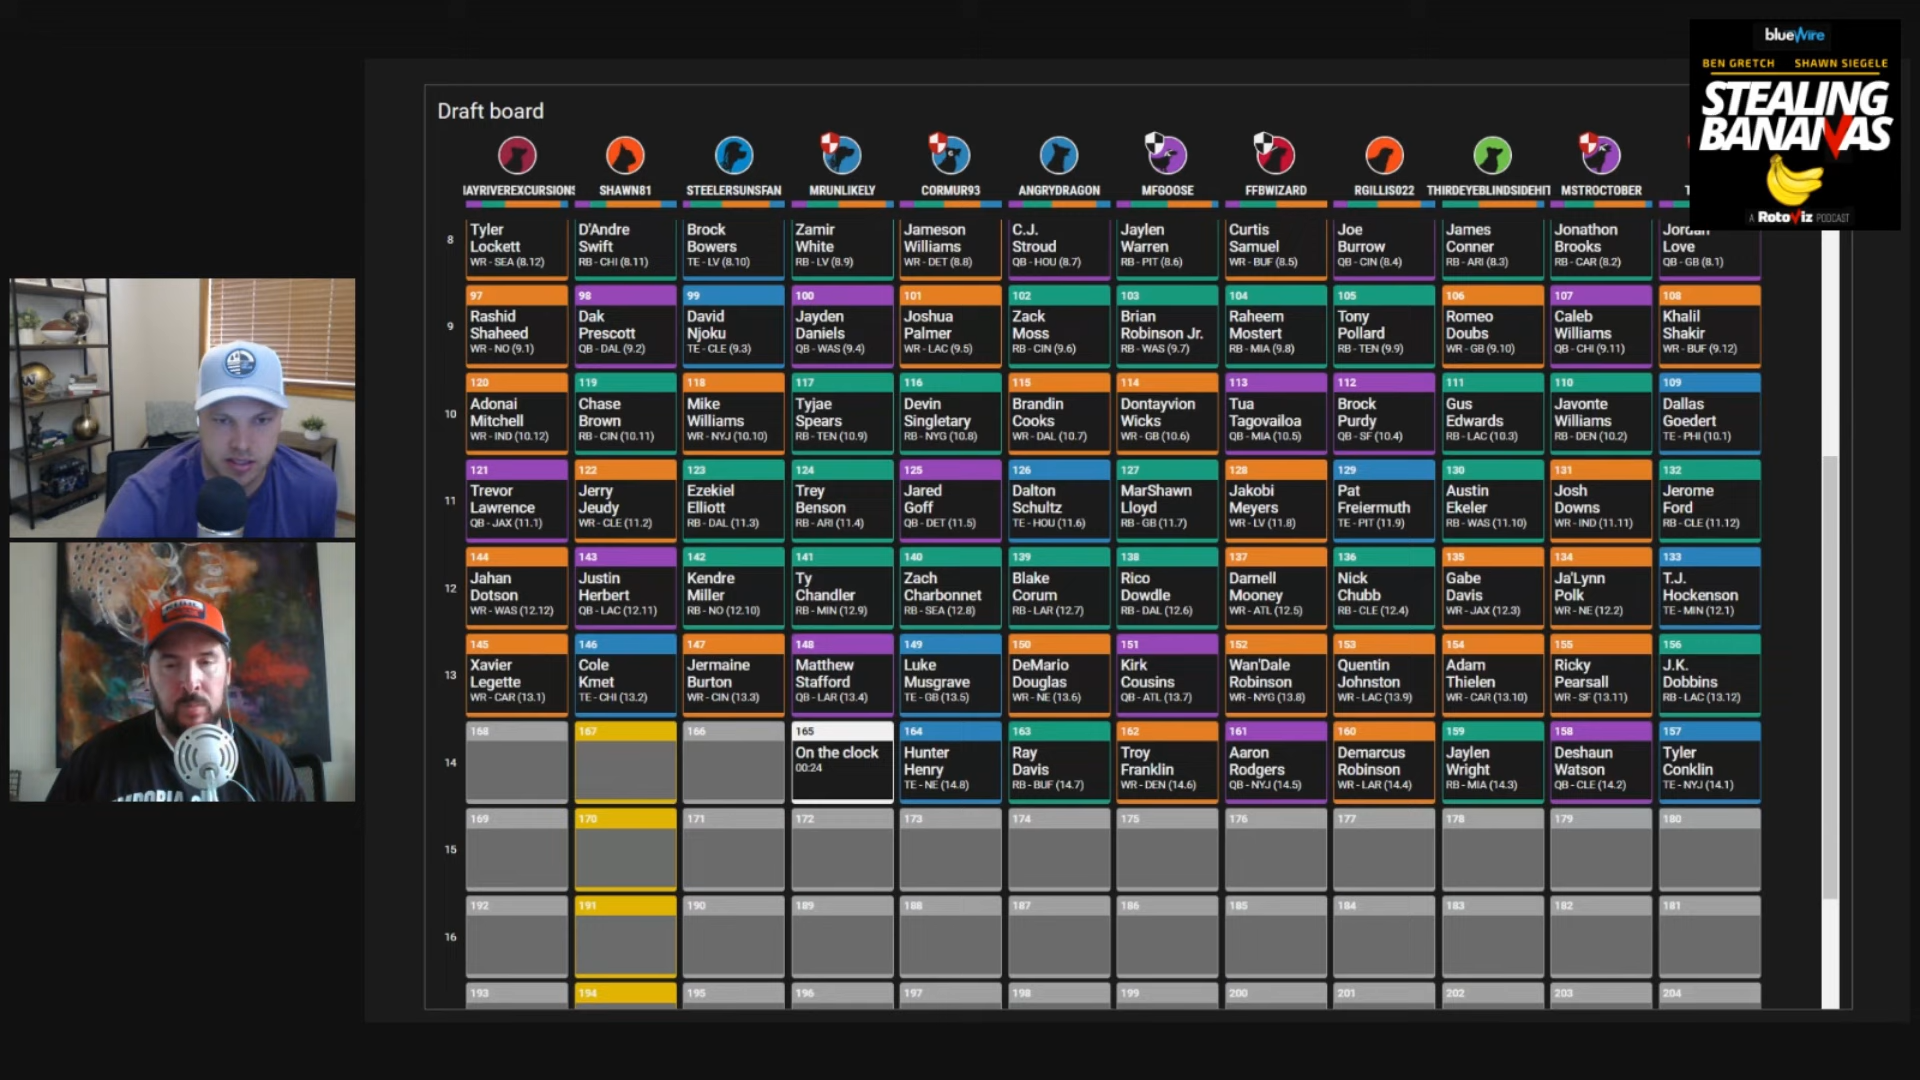 blueWire
BEN GRETCH SHAWN SIEGELE
STEALING
BANANAS
A RotoViz PODCAST
Draft board
SHAWN81 STEELERSUNSFAN MRUNLIKELY CORMUR93 ANGRYDRAGON MFGOOSE FFBWIZARD RGILLIS022 THIRDEYEBLINDSIDEHIT MSTROCTOBER
8
Tyler D'Andre Brock Zamir Jameson C.J. Jaylen Curtis Joe James Jonathon Jordan
Lockett Swift Bowers White Williams Stroud Warren Samuel Burrow Conner Brooks Love
WR - SEA (8.12) RB - CHI (8.11) TE - LV (8.10) RB - LV (8.9) WR - DET (8.8) QB - HOU (8.7) RB - PIT (8.6) WR - BUF (8.5) QB - CIN (8.4) RB - ARI (8.3) RB - CAR (8.2) QB - GB (8.1)
97 98 99 100 101 102 103 104 105 106 107 108
9
Rashid Dak David Jayden Joshua Zack Brian Raheem Tony Romeo Caleb Khalil
Shaheed Prescott Njoku Daniels Palmer Moss Robinson Jr. Mostert Pollard Doubs Williams Shakir
WR - NO (9.1) QB - DAL (9.2) TE - CLE (9.3) QB - WAS (9.4) WR - LAC (9.5) RB - CIN (9.6) RB - WAS (9.7) RB - MIA (9.8) RB - TEN (9.9) WR - GB (9.10) QB - CHI (9.11) WR - BUF (9.12)
120 119 118 117 116 115 114 113 112 111 110 109
10
Adonai Chase Mike Tyjae Devin Brandin Dontayvion Tua Brock Gus Javonte Dallas
Mitchell Brown Williams Spears Singletary Cooks Wicks Tagovailoa Purdy Edwards Williams Goedert
WR - IND (10.12) RB - CIN (10.11) WR - NYJ (10.10) RB - TEN (10.9) RB - NYG (10.8) WR - DAL (10.7) WR - GB (10.6) QB - MIA (10.5) QB - SF (10.4) RB - LAC (10.3) RB - DEN (10.2) TE - PHI (10.1)
121 122 123 124 125 126 127 128 129 130 131 132
11
Trevor Jerry Ezekiel Trey Jared Dalton MarShawn Jakobi Pat Austin Josh Jerome
Lawrence Jeudy Elliott Benson Goff Schultz Lloyd Meyers Freiermuth Ekeler Downs Ford
QB - JAX (11.1) WR - CLE (11.2) RB - DAL (11.3) RB - ARI (11.4) QB - DET (11.5) TE - HOU (11.6) RB - GB (11.7) WR - LV (11.8) TE - PIT (11.9) RB - WAS (11.10) WR - IND (11.11) RB - CLE (11.12)
144 143 142 141 140 139 138 137 136 135 134 133
12
Jahan Justin Kendre Ty Zach Blake Rico Darnell Nick Gabe Ja'Lynn T.J.
Dotson Herbert Miller Chandler Charbonnet Corum Dowdle Mooney Chubb Davis Polk Hockenson
WR - WAS (12.12) QB - LAC (12.11) RB - NO (12.10) RB - MIN (12.9) RB - SEA (12.8) RB - LAR (12.7) RB - DAL (12.6) WR - ATL (12.5) RB - CLE (12.4) WR - JAX (12.3) WR - NE (12.2) TE - MIN (12.1)
145 146 147 148 149 150 151 152 153 154 155 156
13
Xavier Cole Jermaine Matthew Luke DeMario Kirk Wan'Dale Quentin Adam Ricky J.K.
Legette Kmet Burton Stafford Musgrave Douglas Cousins Robinson Johnston Thielen Pearsall Dobbins
WR - CAR (13.1) TE - CHI (13.2) WR - CIN (13.3) QB - LAR (13.4) TE - GB (13.5) WR - NE (13.6) QB - ATL (13.7) WR - NYG (13.8) WR - LAC (13.9) WR - CAR (13.10) WR - SF (13.11) RB - LAC (13.12)
168 167 166 165 164 163 162 161 160 159 158 157
14
On the clock Hunter Ray Troy Aaron Demarcus Jaylen Deshaun Tyler
00:24 Henry Davis Franklin Rodgers Robinson Wright Watson Conklin
TE - NE (14.8) RB - BUF (14.7) WR - DEN (14.6) QB - NYJ (14.5) WR - LAR (14.4) RB - MIA (14.3) QB - CLE (14.2) TE - NYJ (14.1)
169 170 171 172 173 174 175 176 177 178 179 180
15
192 191 190 189 188 187 186 185 184 183 182 181
16
193 194 195 196 197 198 199 200 201 202 203 204